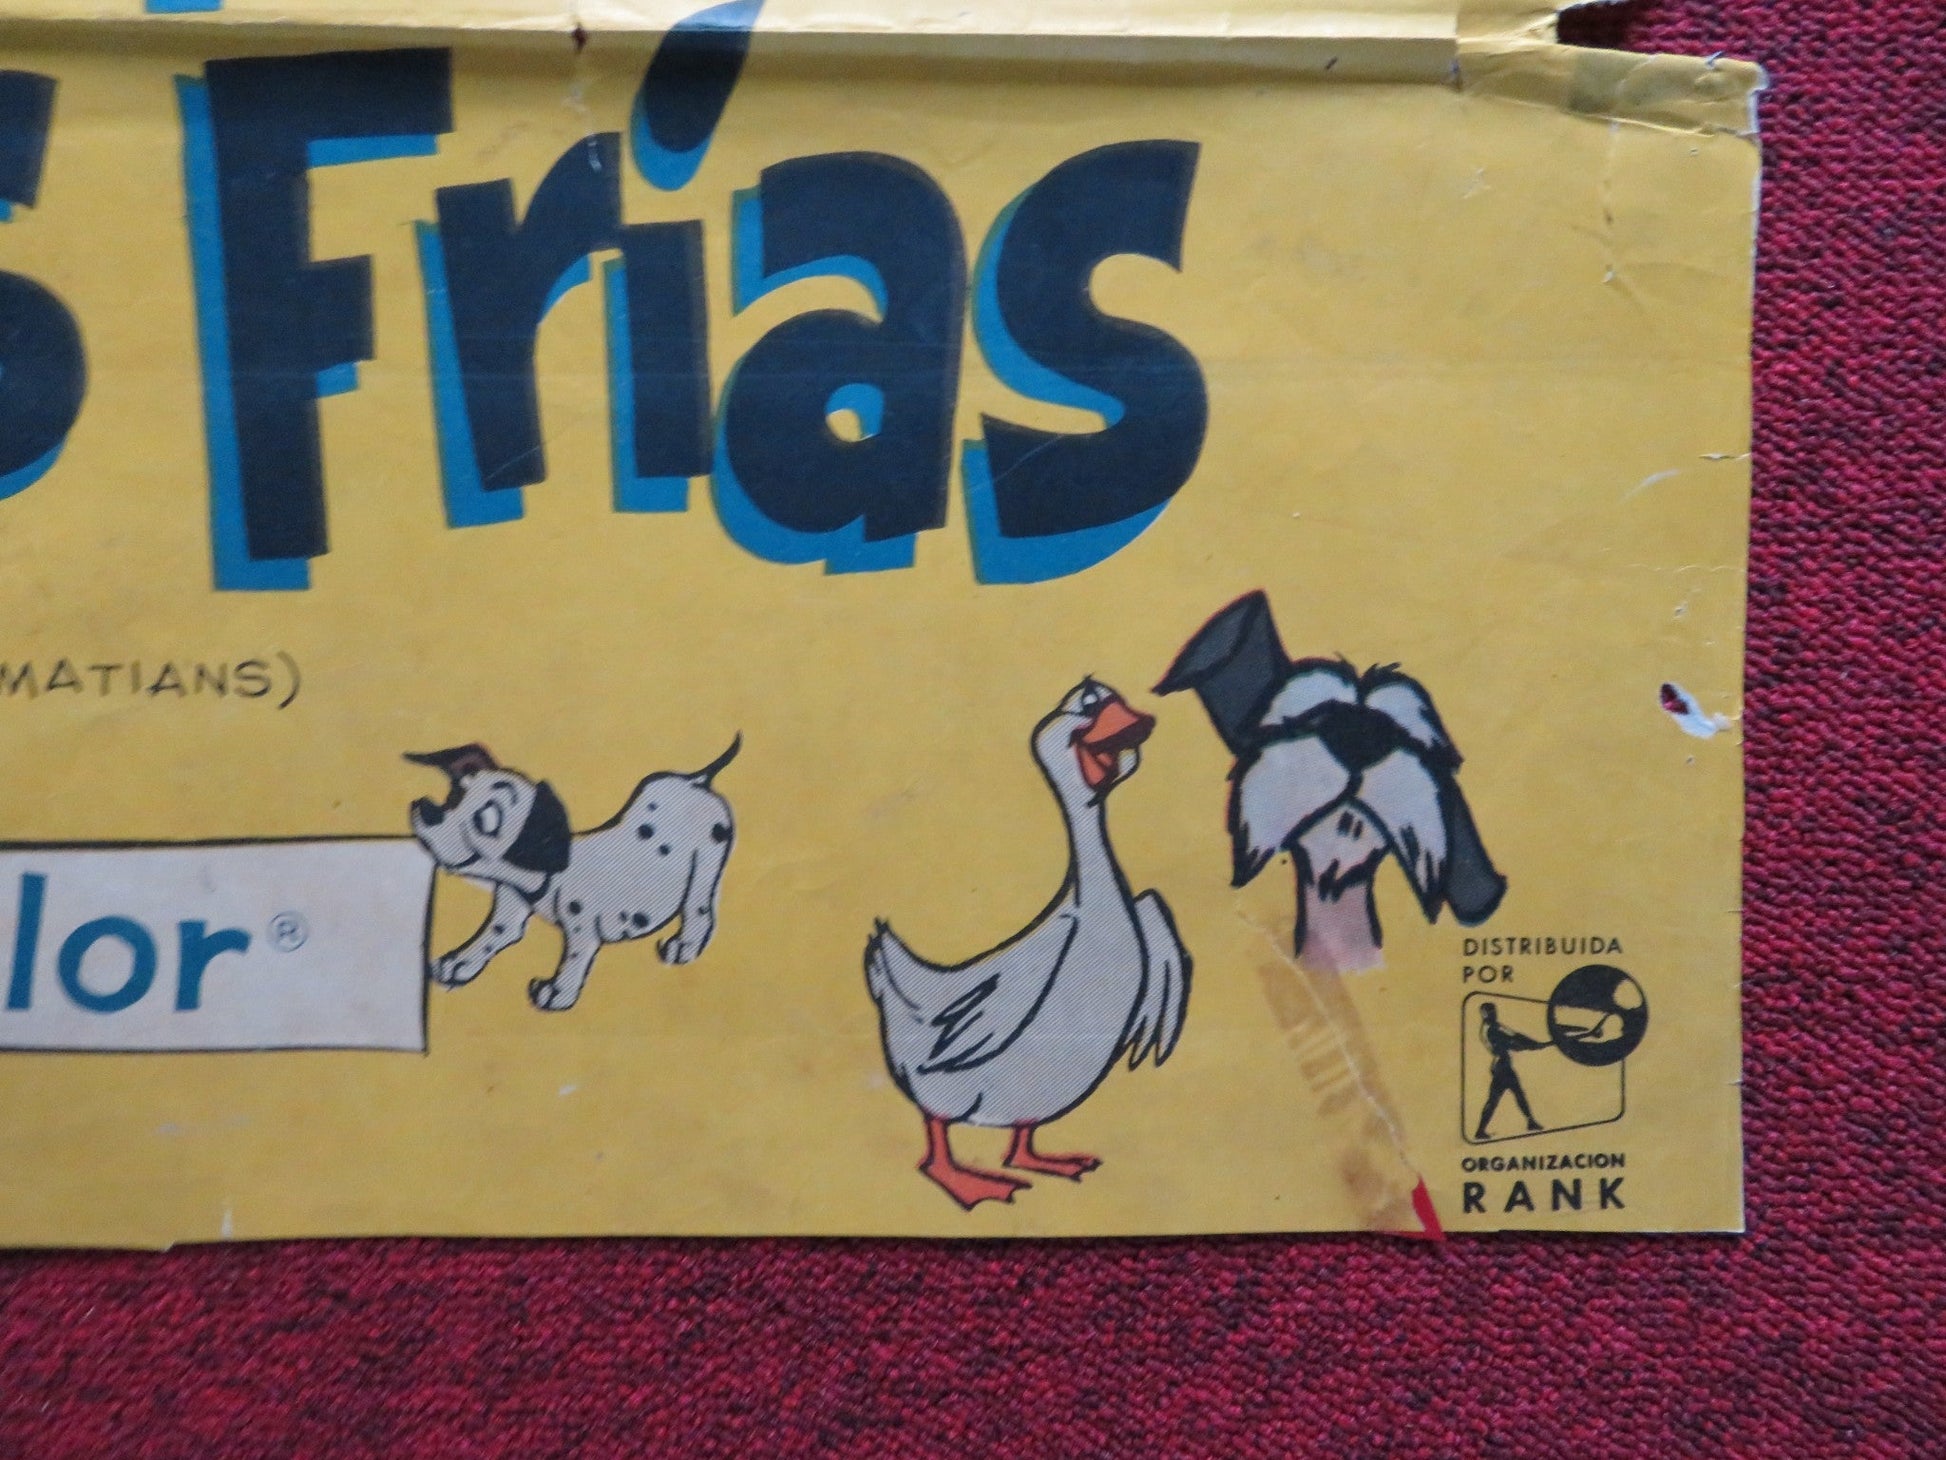 s Frías
MATIANS)
lor®
DISTRIBUIDA
POR
ORGANIZACION
RANK